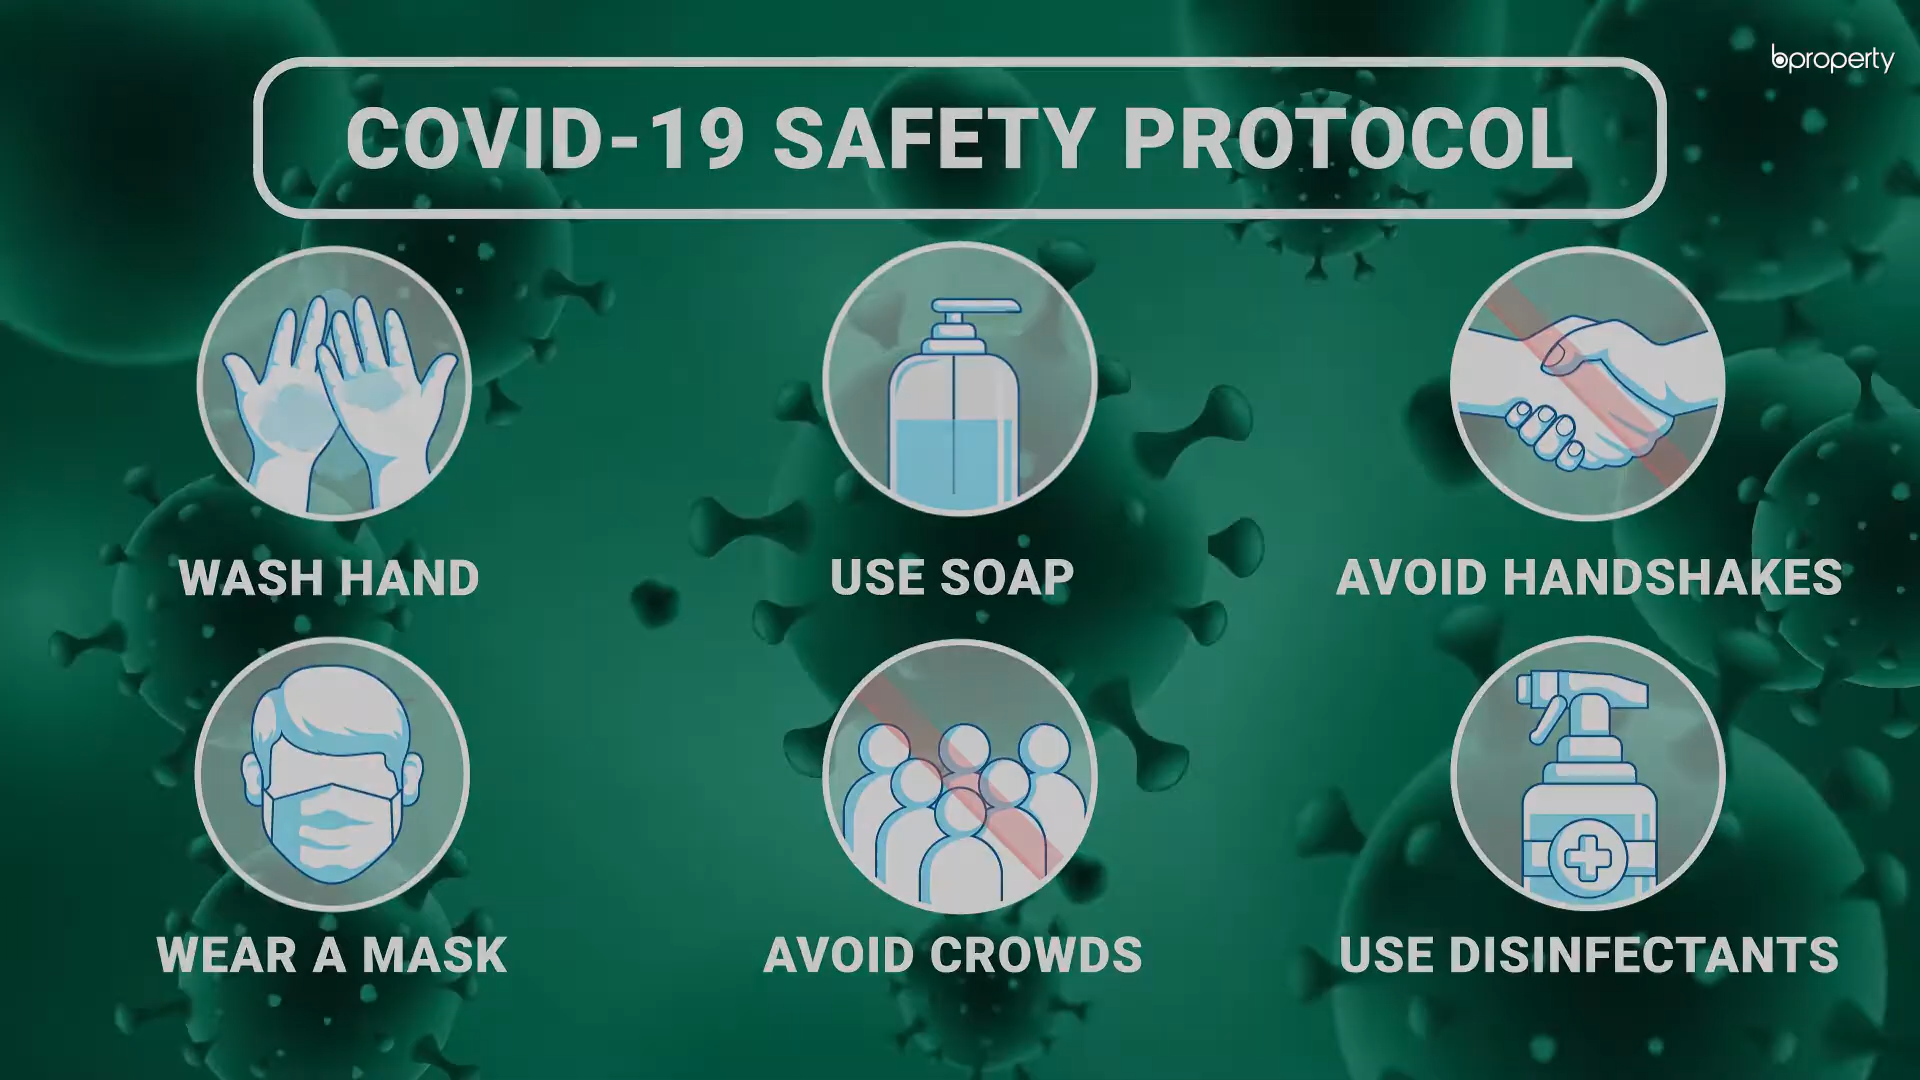 bproperty
COVID-19 SAFETY PROTOCOL
WASH HAND
USE SOAP
AVOID HANDSHAKES
WEAR A MASK
AVOID CROWDS
USE DISINFECTANTS